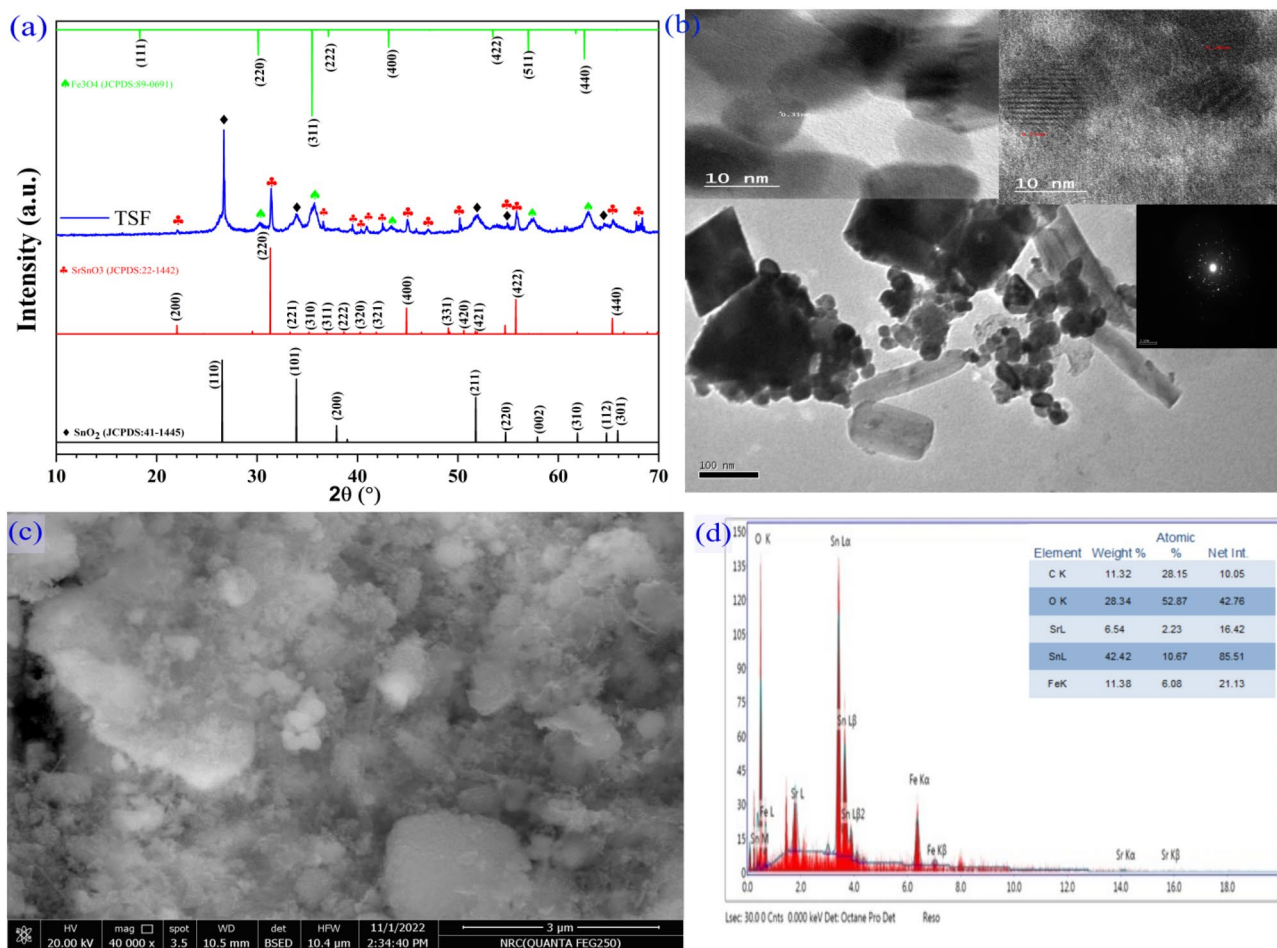 (a)
Intensity (a.u.)
(111)
(220)
(311)
(222)
(400)
(422)
(511)
(440)
♠Fe3O4 (JCPDS:89-0691)
TSF
♣ SrSnO3 (JCPDS:22-1442)
(200)
(220)
(221)
(310)
(311)
(222)
(320)
(321)
(400)
(331)
(420)
(421)
(422)
(440)
♦ SnO2 (JCPDS:41-1445)
(110)
(101)
(200)
(211)
(220)
(002)
(310)
(112)
(301)
10 20 30 40 50 60 70
2θ (°)
(b)
10 nm
10 nm
100 nm
(c)
HV mag □ spot WD det HFW 11/1/2022 3 µm
20.00 kV 40 000 x 3.5 10.5 mm BSED 10.4 µm 2:34:40 PM NRC(QUANTA FEG250)
(d)
150
135
120
105
90
75
60
45
30
15
0
O K
Fe L
Sn M
Sr L
Sn Lα
Sn Lβ
Sn Lβ2
Fe Kα
Fe Kβ
Sr Kα
Sr Kβ
Element Weight % Atomic % Net Int.
C K 11.32 28.15 10.05
O K 28.34 52.87 42.76
SrL 6.54 2.23 16.42
SnL 42.42 10.67 85.51
FeK 11.38 6.08 21.13
0.0 2.0 4.0 6.0 8.0 10.0 12.0 14.0 16.0 18.0
Lsec: 30.0 0 Cnts 0.000 keV Det: Octane Pro Det Reso